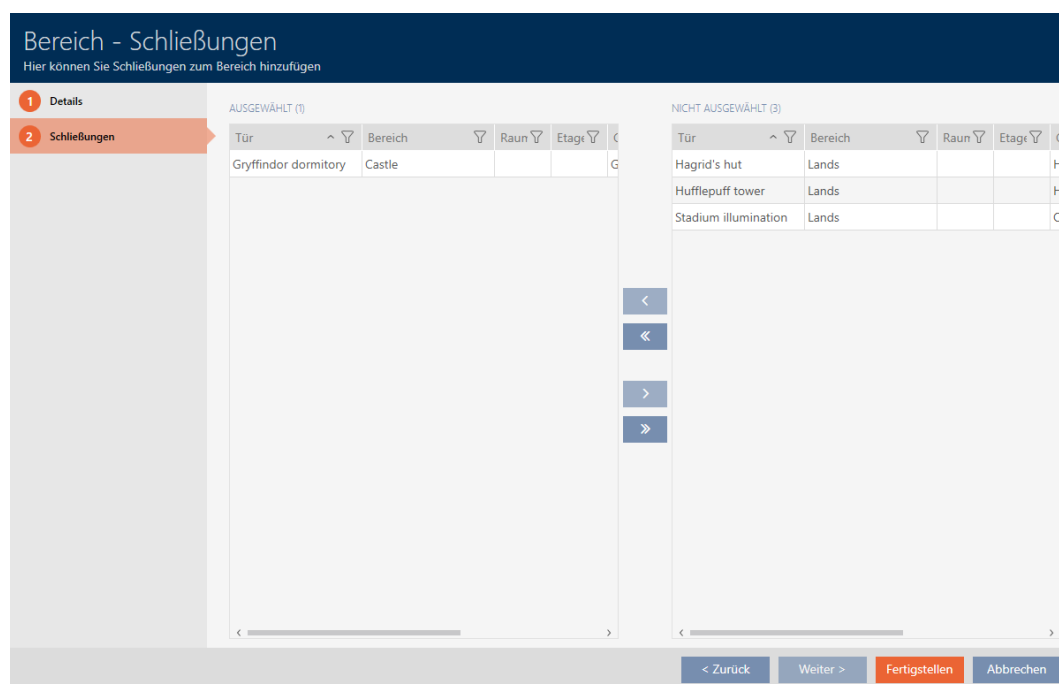 Bereich - Schließungen
Hier können Sie Schließungen zum Bereich hinzufügen
1 Details
2 Schließungen
AUSGEWÄHLT (1)
Tür Bereich Raum Etage
Gryffindor dormitory Castle G
NICHT AUSGEWÄHLT (3)
Tür Bereich Raum Etage
Hagrid's hut Lands H
Hufflepuff tower Lands H
Stadium illumination Lands
< Zurück Weiter > Fertigstellen Abbrechen